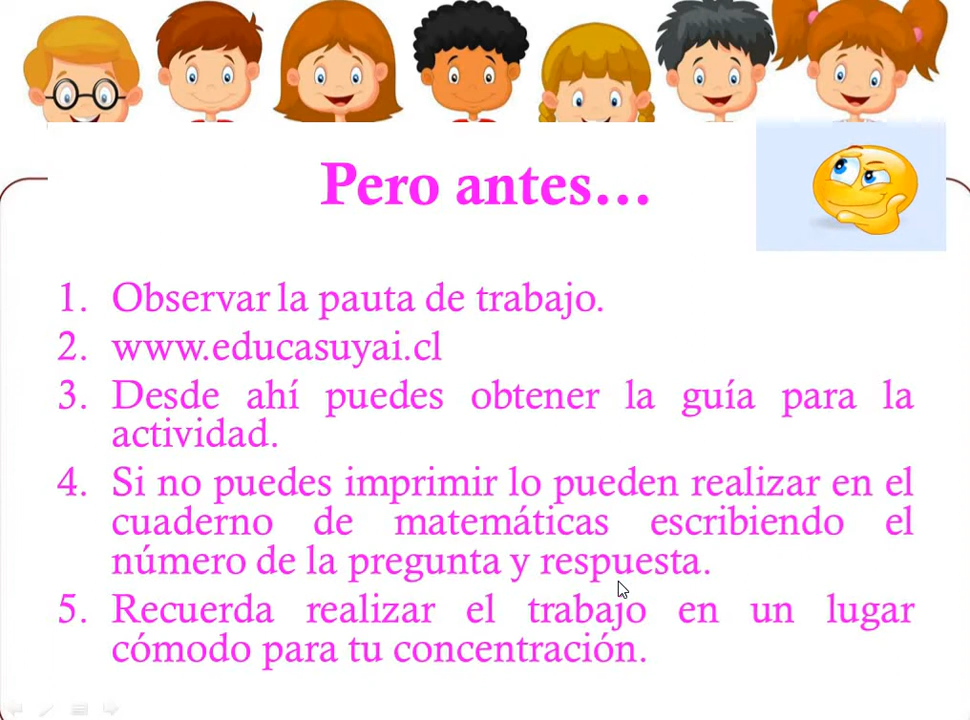 Pero antes...
1. Observar la pauta de trabajo.
2. www.educasuyai.cl
3. Desde ahí puedes obtener la guía para la
actividad.
4. Si no puedes imprimir lo pueden realizar en el
cuaderno de matemáticas escribiendo el
número de la pregunta y respuesta.
5. Recuerda realizar el trabajo en un lugar
cómodo para tu concentración.